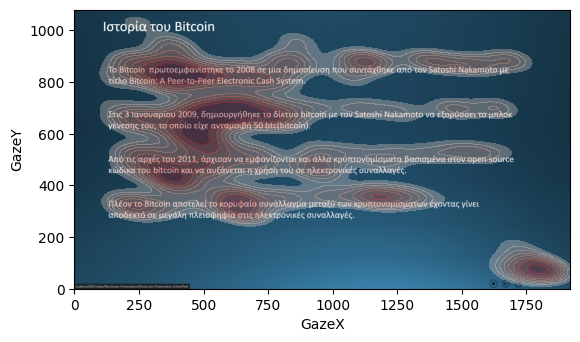 Ιστορία του Bitcoin
Το Bitcoin πρωτοεμφανίστηκε το 2008 σε μια δημοσίευση που συντάχθηκε από τον Satoshi Nakamoto με
τίτλο Bitcoin: A Peer-to-Peer Electronic Cash System.
Στις 3 Ιανουαρίου 2009, δημιουργήθηκε το δίκτυο bitcoin με τον Satoshi Nakamoto να εξορύσσει το μπλοκ
γένεσης του, το οποίο είχε ανταμοιβή 50 btc(bitcoin).
Από τις αρχές του 2011, άρχισαν να εμφανίζονται και άλλα κρυπτονομίσματα βασισμένα στον open source
κώδικα του bitcoin και να αυξάνεται η χρήση του σε ηλεκτρονικές συναλλαγές.
Πλέον το Bitcoin αποτελεί το κορυφαίο συνάλλαγμα μεταξύ των κρυπτονομισμάτων έχοντας γίνει
αποδεκτό σε μεγάλη πλειοψηφία στις ηλεκτρονικές συναλλαγές.
GazeY
1000
800
600
400
200
0
0 250 500 750 1000 1250 1500 1750
GazeX